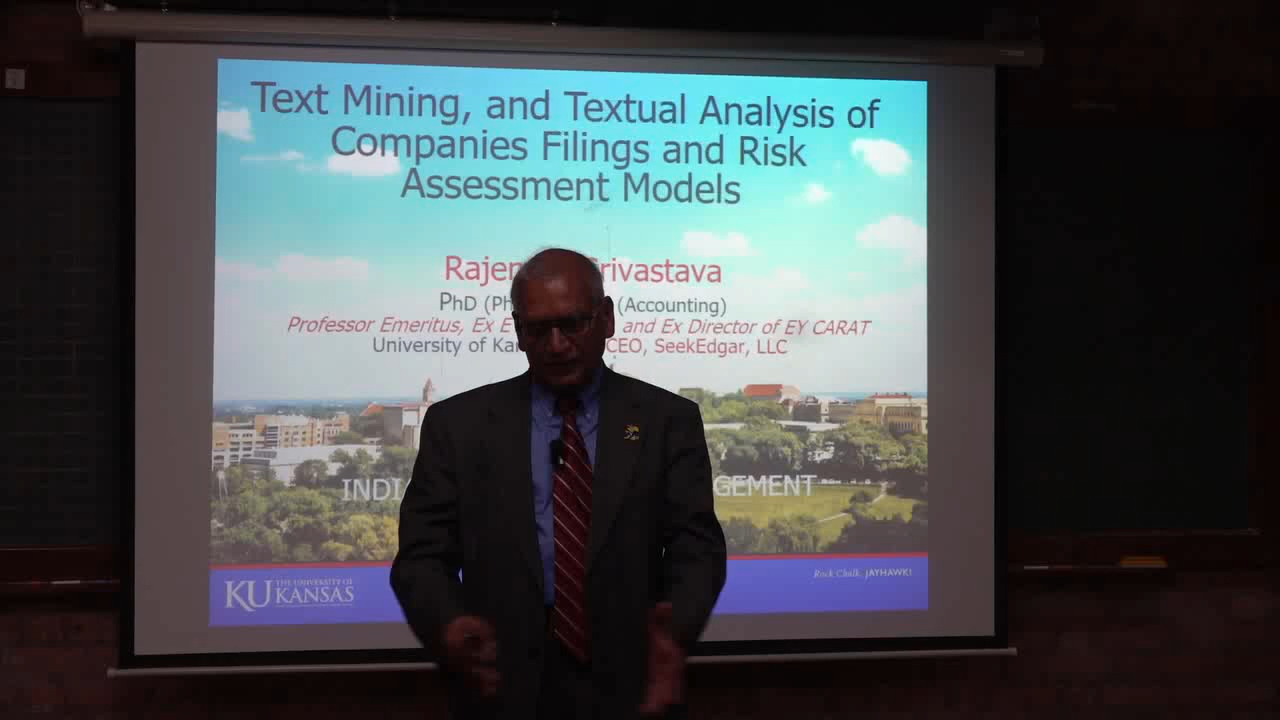 Text Mining, and Textual Analysis of
Companies Filings and Risk
Assessment Models
Rajen rivastava
PhD (Ph (Accounting)
Professor Emeritus, Ex E and Ex Director of EY CARAT
University of Kan CEO, SeekEdgar, LLC
INDI GEMENT
KU THE UNIVERSITY OF
KANSAS
Rock Chalk, JAYHAWK!